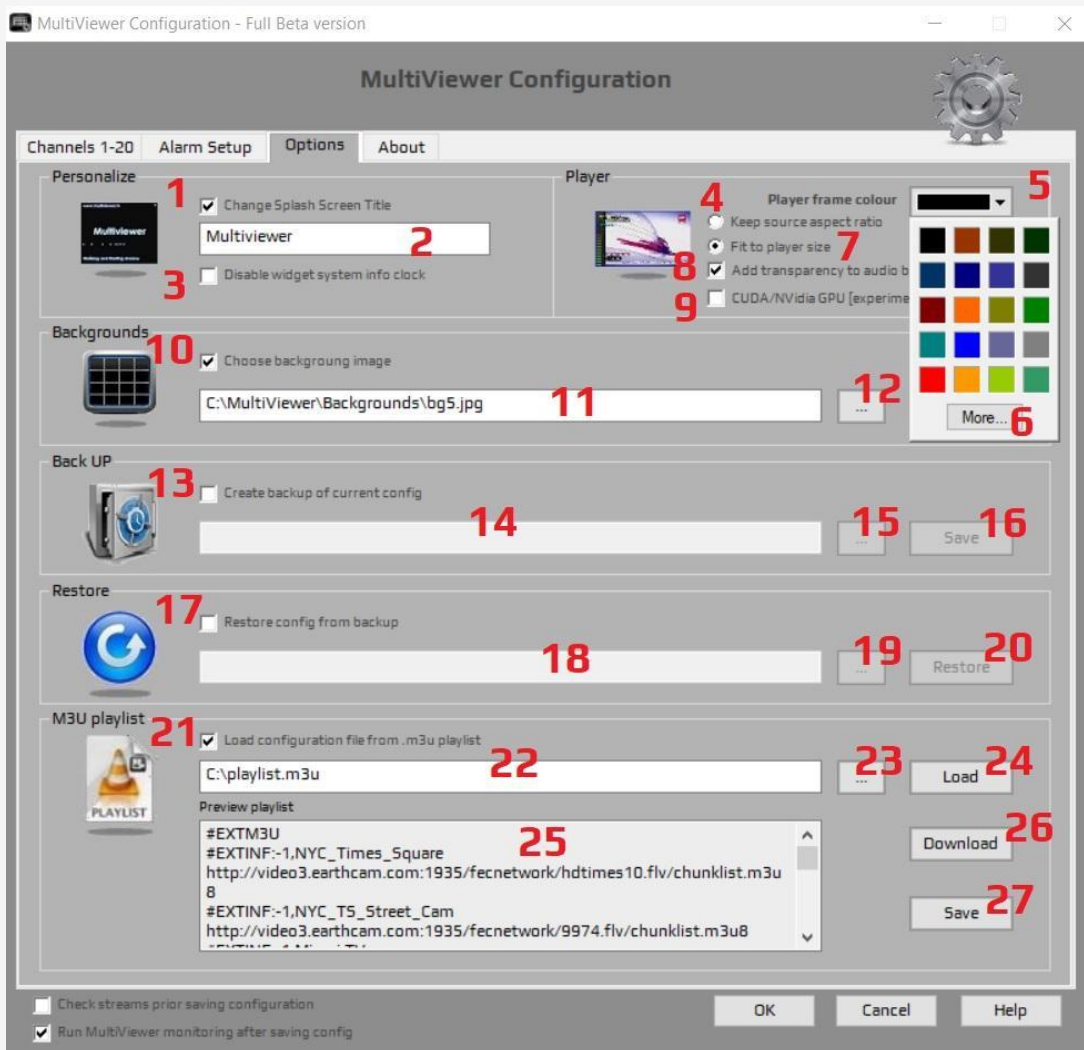 MultiViewer Configuration - Full Beta version
MultiViewer Configuration
Channels 1-20 Alarm Setup Options About
Personalize
1
Change Splash Screen Title
Multiviewer
Multiviewer
2
3
Disable widget system info clock
Player
Player frame colour
5
4
Keep source aspect ratio
Fit to player size
7
8
Add transparency to audio b
9
CUDA/NVidia GPU [experime
More...
6
Backgrounds
10
Choose backgroung image
C:\MultiViewer\Backgrounds\bg5.jpg
11
...
12
Back UP
13
Create backup of current config
14
...
15
Save
16
Restore
17
Restore config from backup
18
...
19
Restore
20
M3U playlist
PLAYLIST
21
Load configuration file from .m3u playlist
C:\playlist.m3u
22
...
23
Load
24
Preview playlist
25
#EXTM3U
#EXTINF:-1,NYC_Times_Square
http://video3.earthcam.com:1935/fecnetwork/hdtimes10.flv/chunklist.m3u
8
#EXTINF:-1,NYC_TS_Street_Cam
http://video3.earthcam.com:1935/fecnetwork/9974.flv/chunklist.m3u8
Download
26
Save
27
Check streams prior saving configuration
Run MultiViewer monitoring after saving config
OK Cancel Help